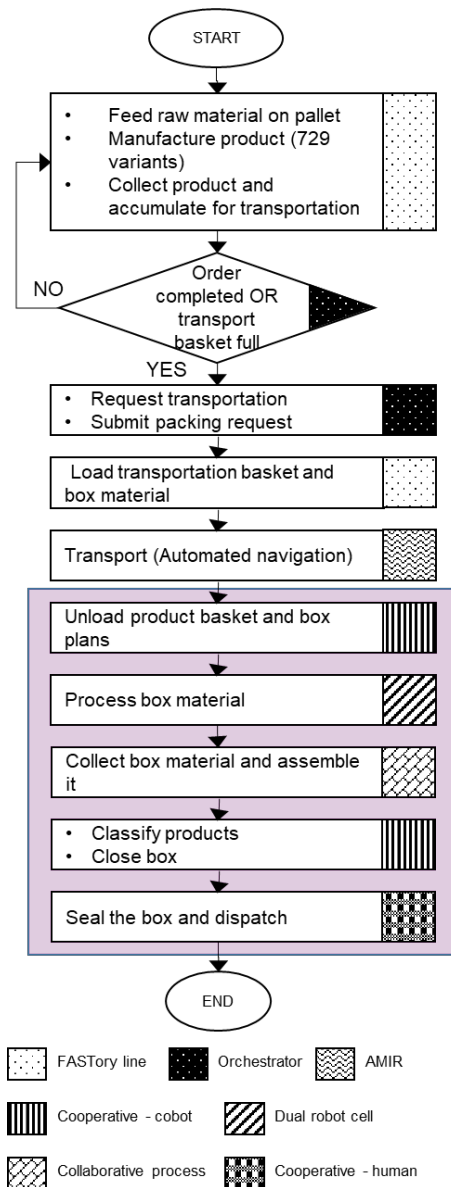 START
• Feed raw material on pallet
• Manufacture product (729
variants)
• Collect product and
accumulate for transportation
Order
completed OR
transport
basket full
NO
YES
• Request transportation
• Submit packing request
Load transportation basket and
box material
Transport (Automated navigation)
Unload product basket and box
plans
Process box material
Collect box material and assemble
it
• Classify products
• Close box
Seal the box and dispatch
END
FASTory line
Orchestrator
AMIR
Cooperative - cobot
Dual robot cell
Collaborative process
Cooperative - human